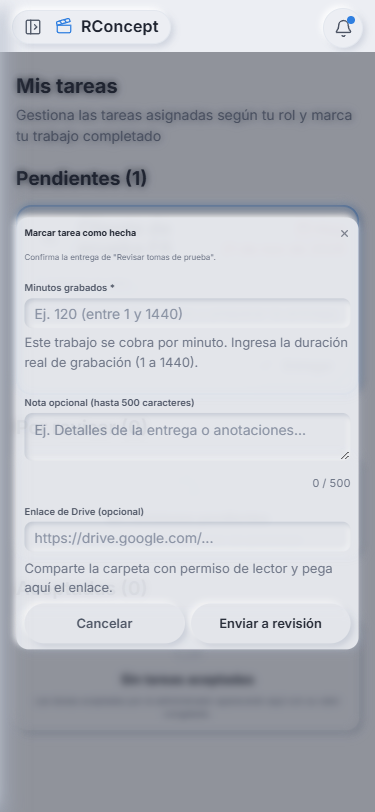 RConcept
Mis tareas
Gestiona las tareas asignadas según tu rol y marca
tu trabajo completado
Pendientes (1)
Marcar tarea como hecha
Confirma la entrega de "Revisar tomas de prueba".
Minutos grabados *
Ej. 120 (entre 1 y 1440)
Este trabajo se cobra por minuto. Ingresa la duración
real de grabación (1 a 1440).
Nota opcional (hasta 500 caracteres)
Ej. Detalles de la entrega o anotaciones...
0 / 500
Enlace de Drive (opcional)
https://drive.google.com/...
Comparte la carpeta con permiso de lector y pega
aquí el enlace.
Cancelar
Enviar a revisión
Sin tareas aceptadas